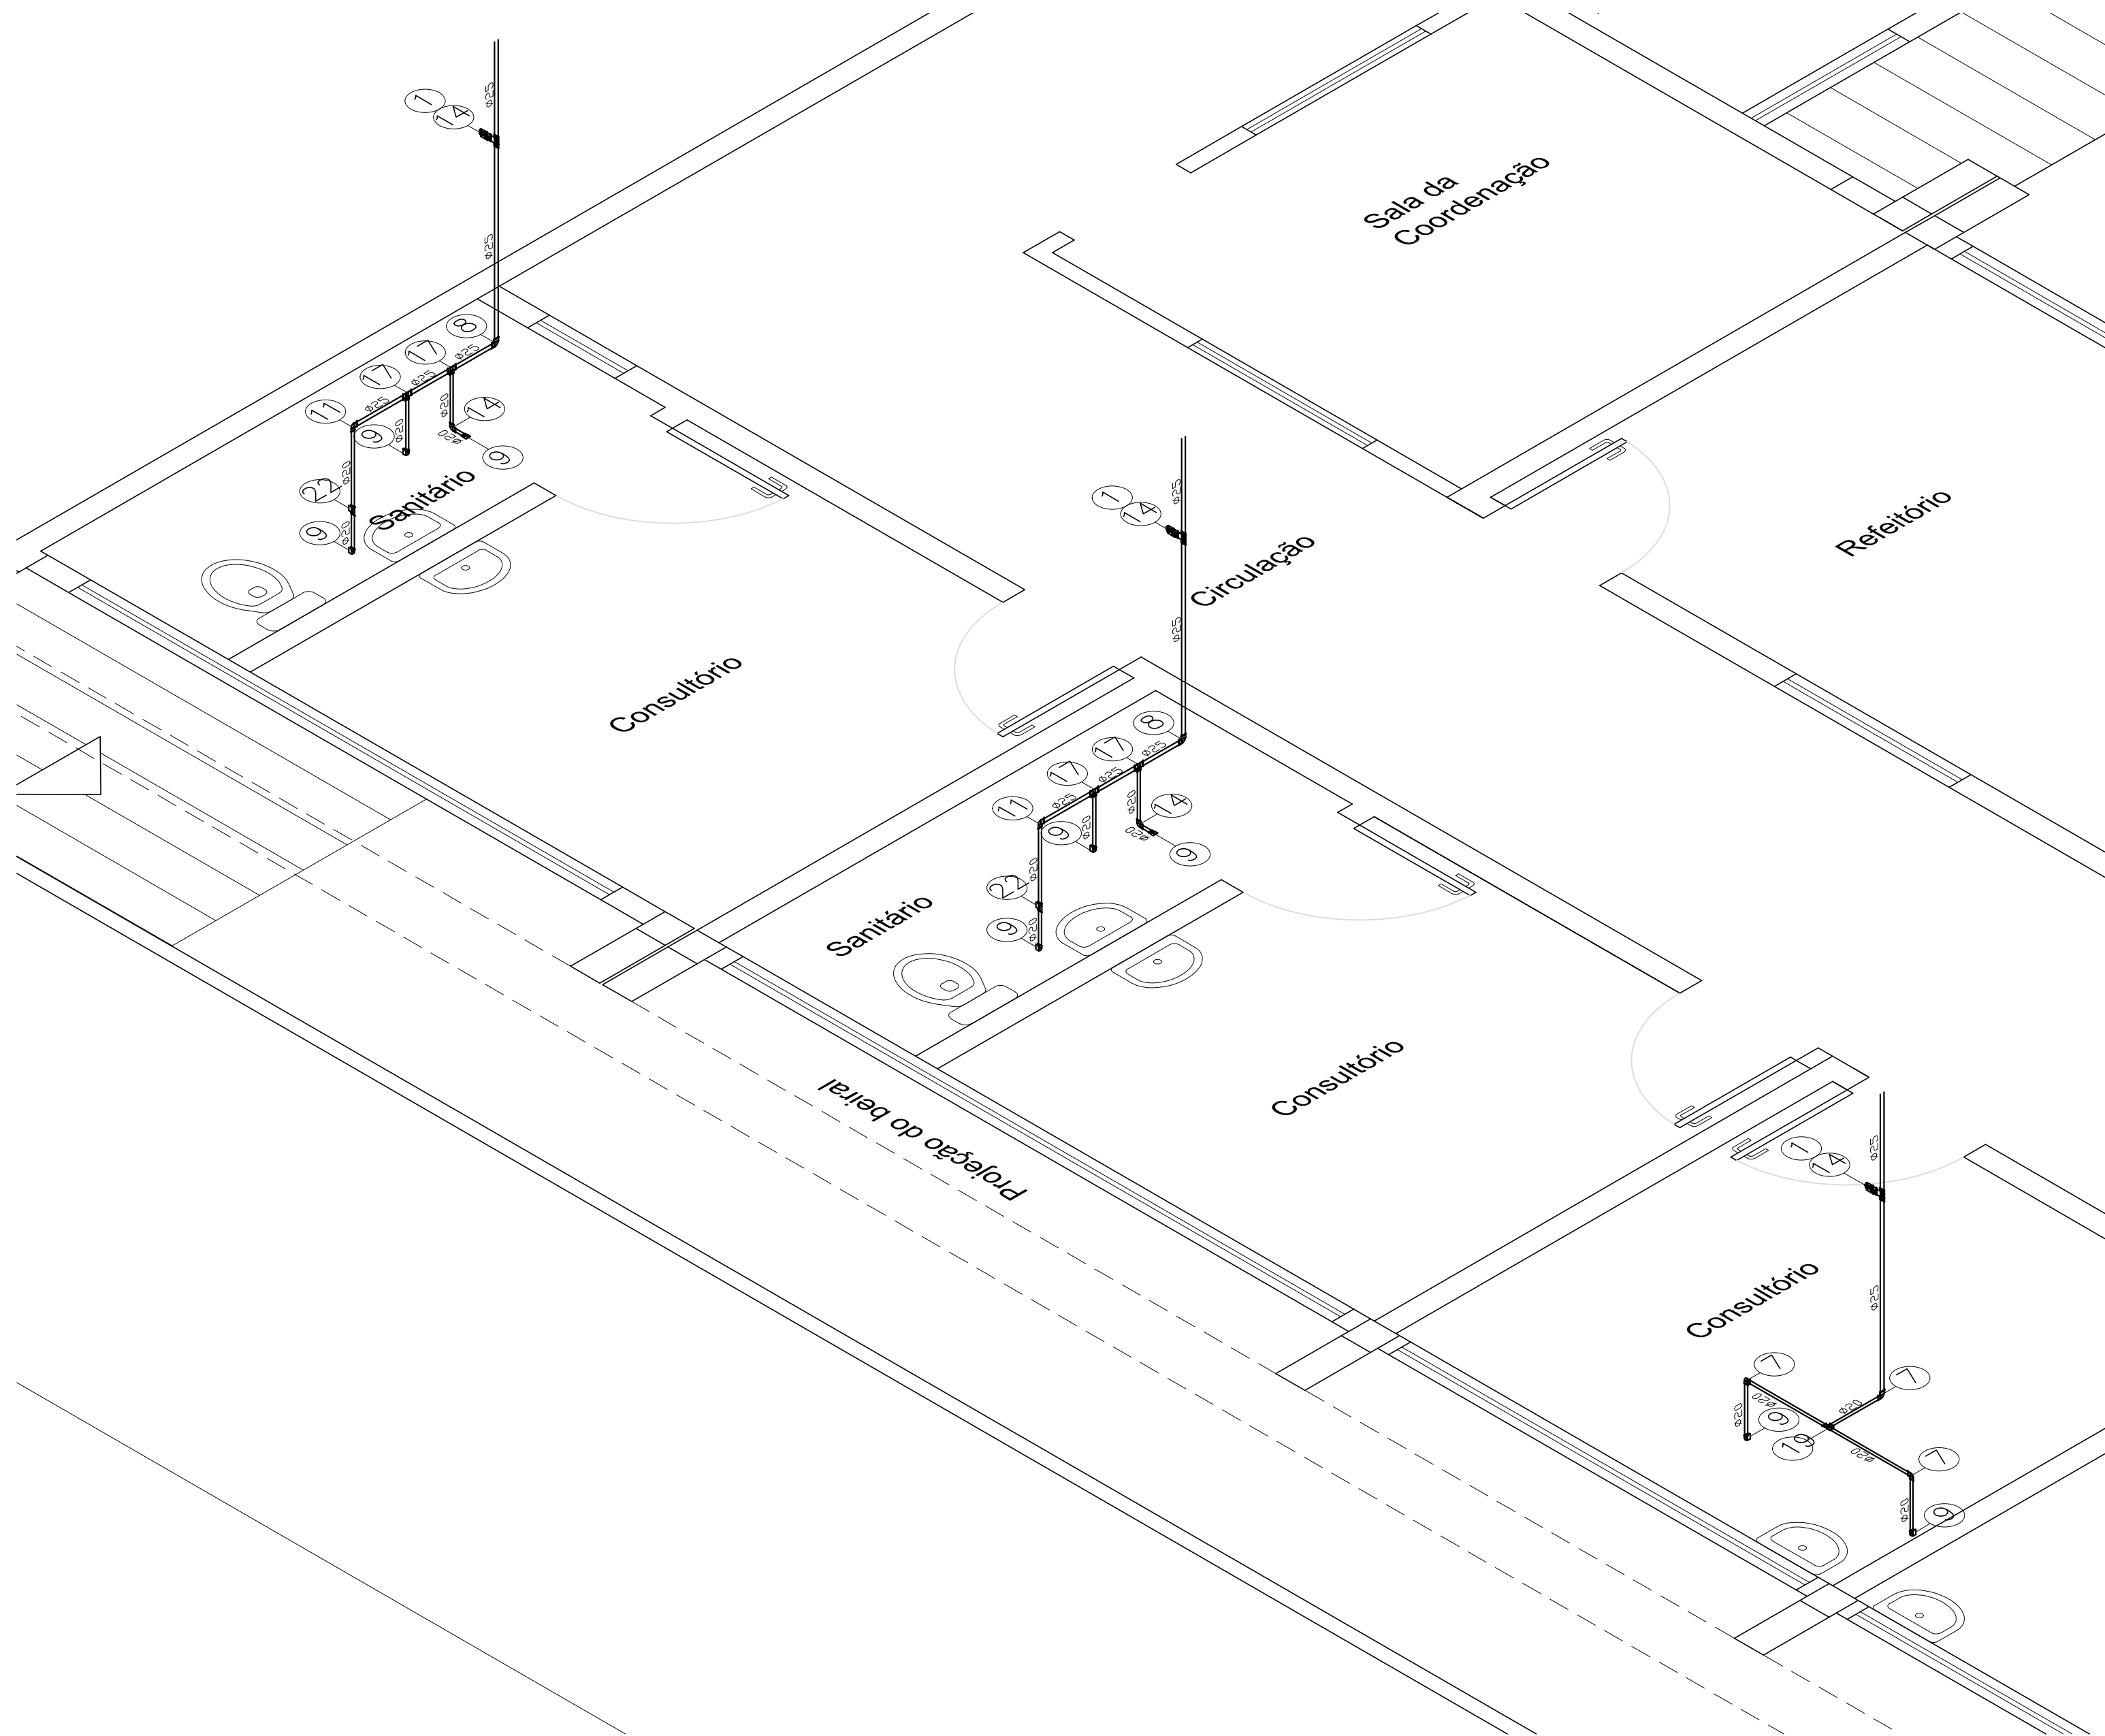 Sala da
Coordenação
Refeitório
Circulação
Sanitário
Consultório
Sanitário
Consultório
Consultório
Projeção do beiral
1
14
ø25
ø25
8
17
17
11
ø25
ø25
ø25
ø20
ø20
14
ø20
9
9
ø20
22
9
ø20
1
14
ø25
ø25
8
17
17
11
ø25
ø25
ø25
ø20
ø20
14
ø20
9
9
ø20
22
9
ø20
1
14
ø25
ø25
7
7
ø20
ø20
ø20
9
19
ø20
7
ø20
9